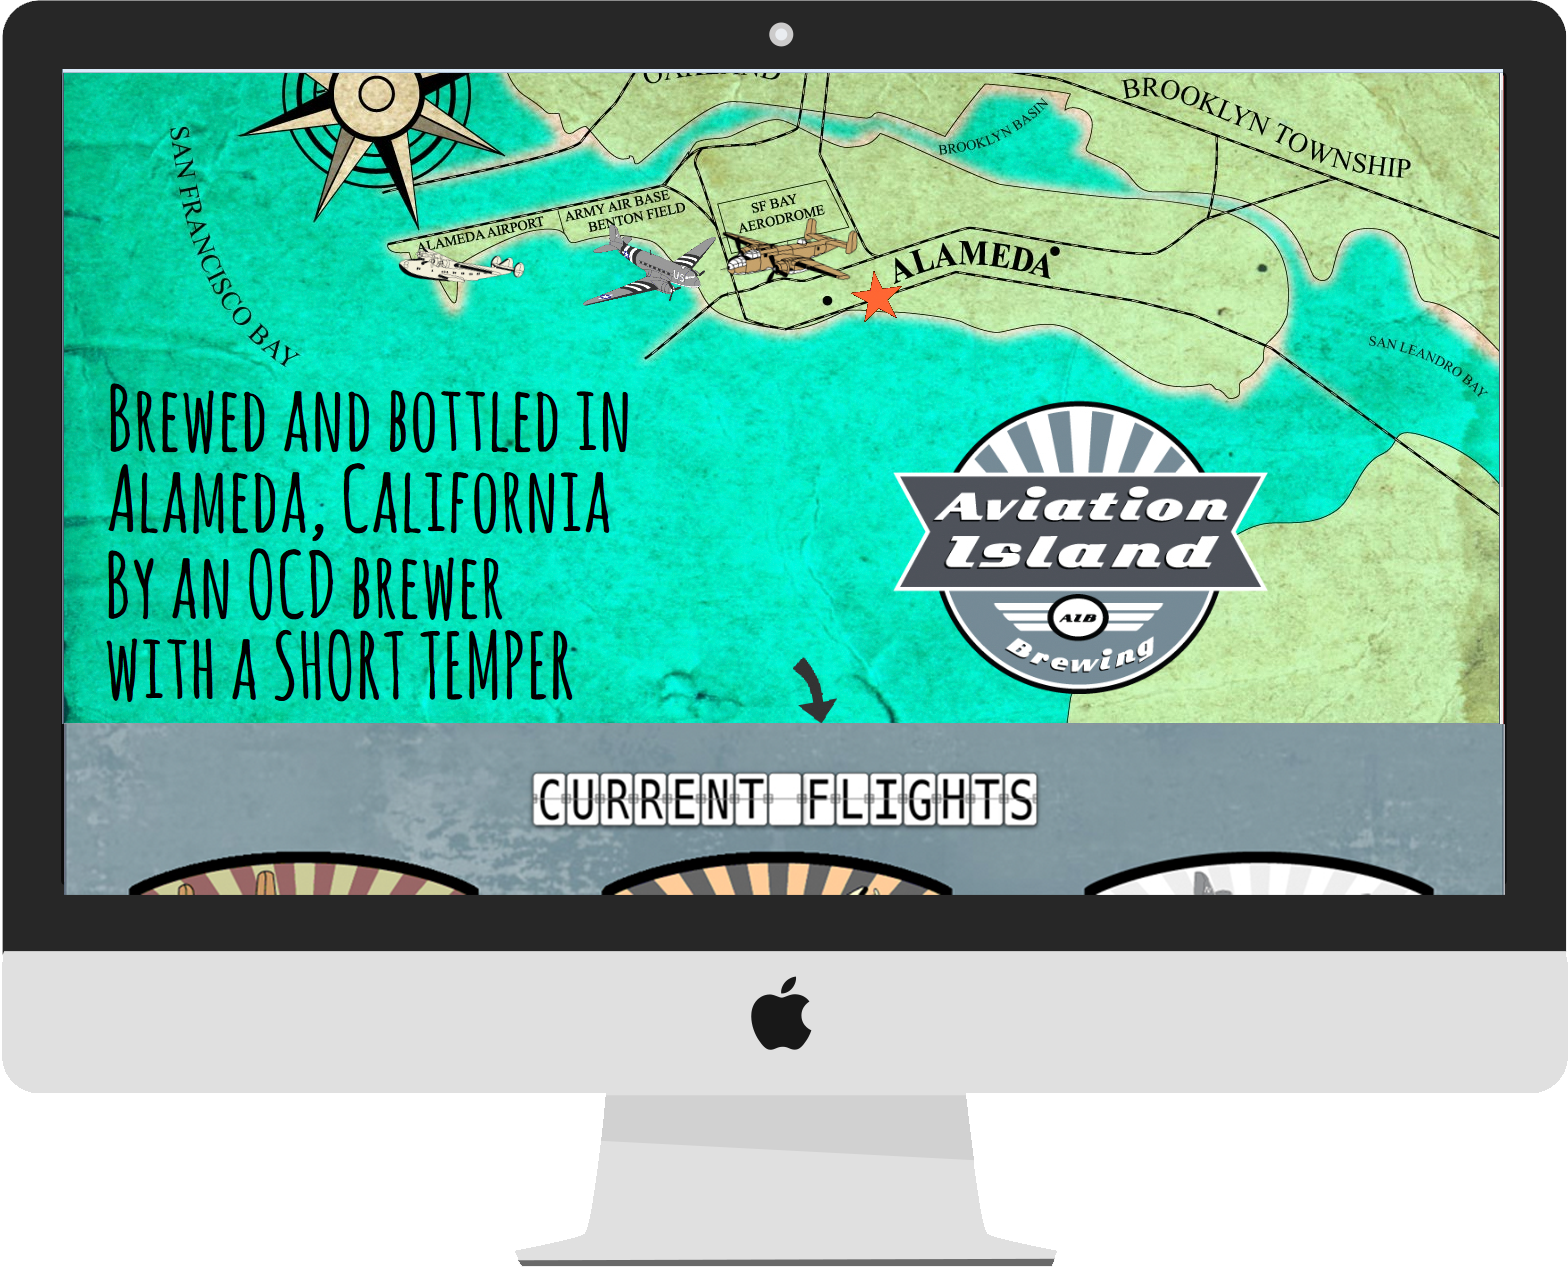 OAKLAND
BROOKLYN TOWNSHIP
BROOKLYN BASIN
SAN FRANCISCO BAY
ALAMEDA AIRPORT
ARMY AIR BASE
BENTON FIELD
SF BAY
AERODROME
ALAMEDA
US
SAN LEANDRO BAY
BREWED AND BOTTLED IN
ALAMEDA, CALIFORNIA
BY AN OCD BREWER
WITH A SHORT TEMPER
Aviation
Island
AIB
Brewing
CURRENT FLIGHTS